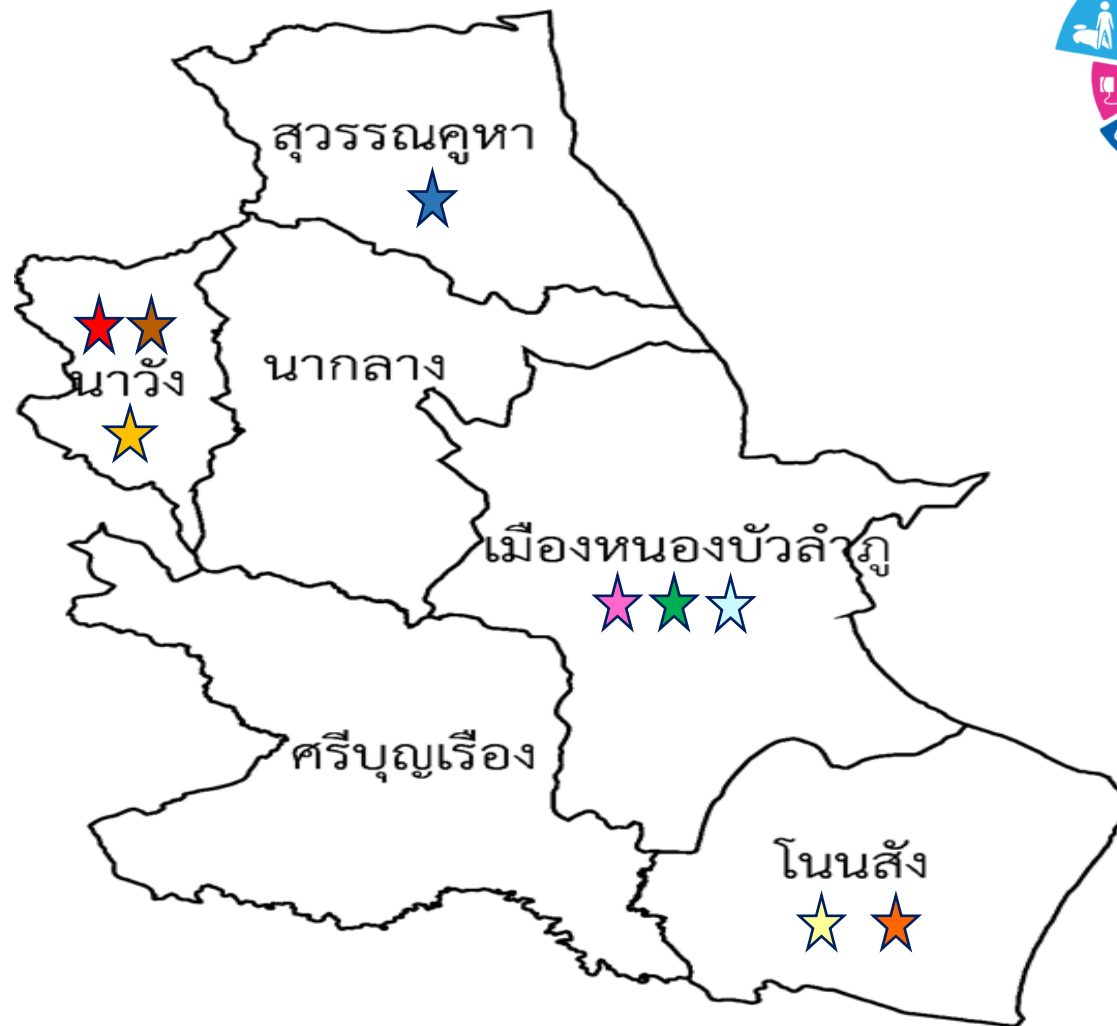 สุวรรณคูหา
นากลาง
นาวัง
เมืองหนองบัวลำภู
ศรีบุญเรือง
โนนสัง